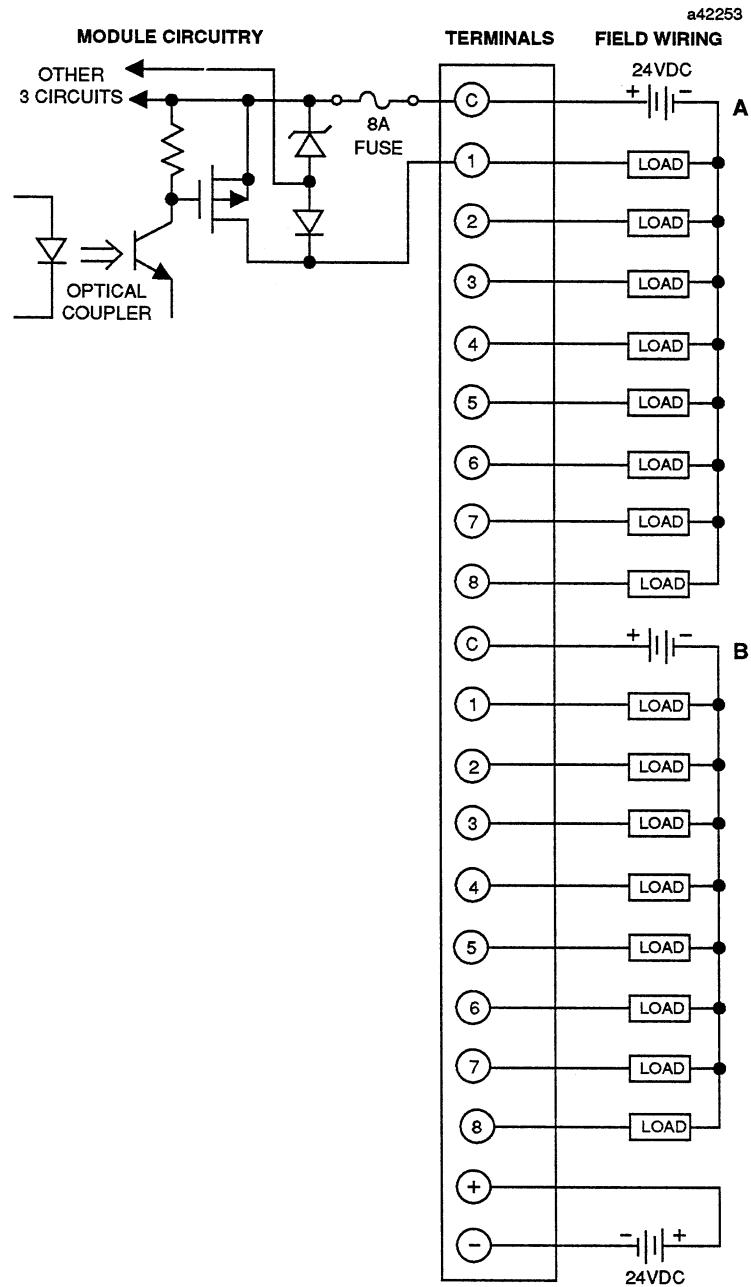 a42253
MODULE CIRCUITRY TERMINALS FIELD WIRING
OTHER
3 CIRCUITS
8A
FUSE
OPTICAL
COUPLER
24VDC
C + − A
1 LOAD
2 LOAD
3 LOAD
4 LOAD
5 LOAD
6 LOAD
7 LOAD
8 LOAD
C + − B
1 LOAD
2 LOAD
3 LOAD
4 LOAD
5 LOAD
6 LOAD
7 LOAD
8 LOAD
+
− − +
24VDC